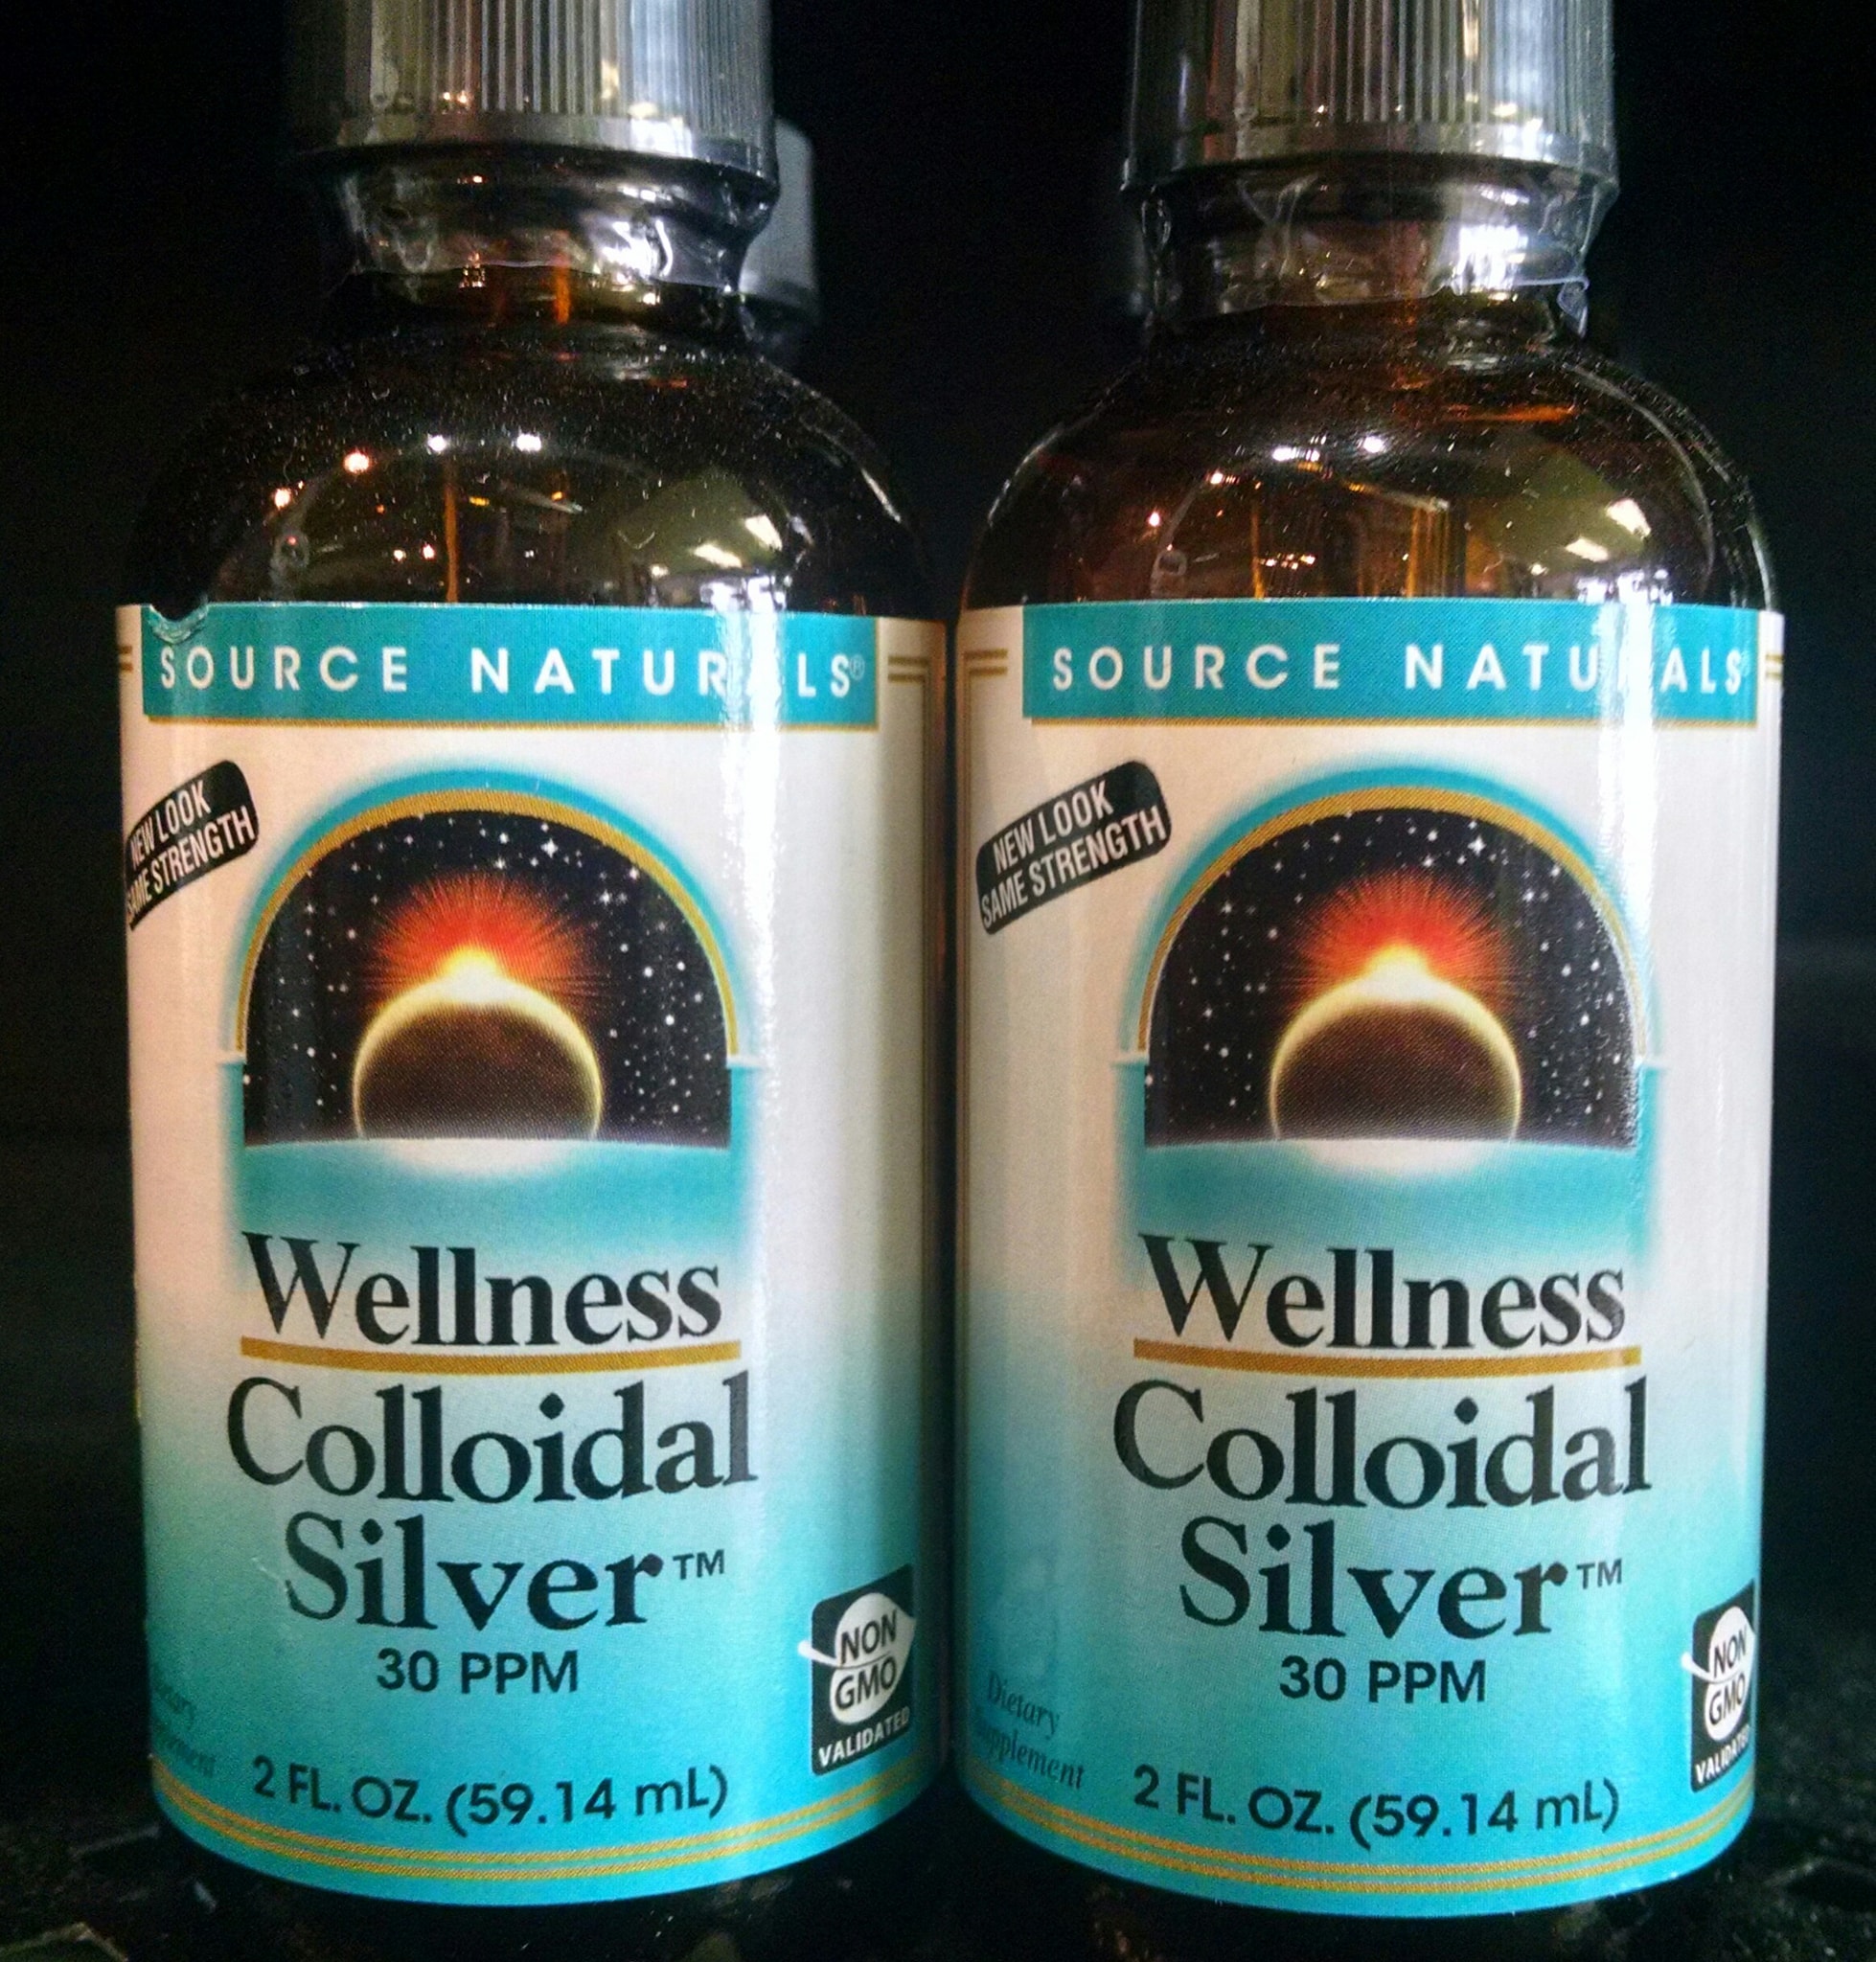 SOURCE NATURALS®
NEW LOOK
SAME STRENGTH
Wellness
Colloidal
Silver™
30 PPM
NON
GMO
VALIDATED
2 FL. OZ. (59.14 mL)
SOURCE NATURALS®
NEW LOOK
SAME STRENGTH
Wellness
Colloidal
Silver™
30 PPM
NON
GMO
VALIDATED
Dietary
Supplement
2 FL. OZ. (59.14 mL)